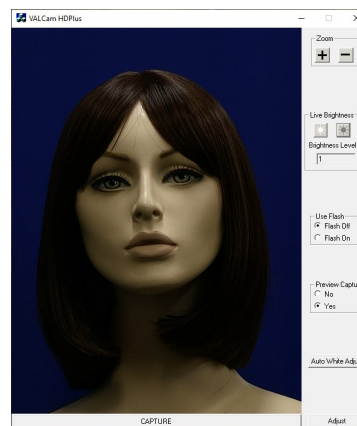 VALCam HDPlus
Zoom
Live Brightness
Brightness Level
1
Use Flash
Flash Off
Flash On
Preview Captu
No
Yes
Auto White Adju
CAPTURE
Adjust